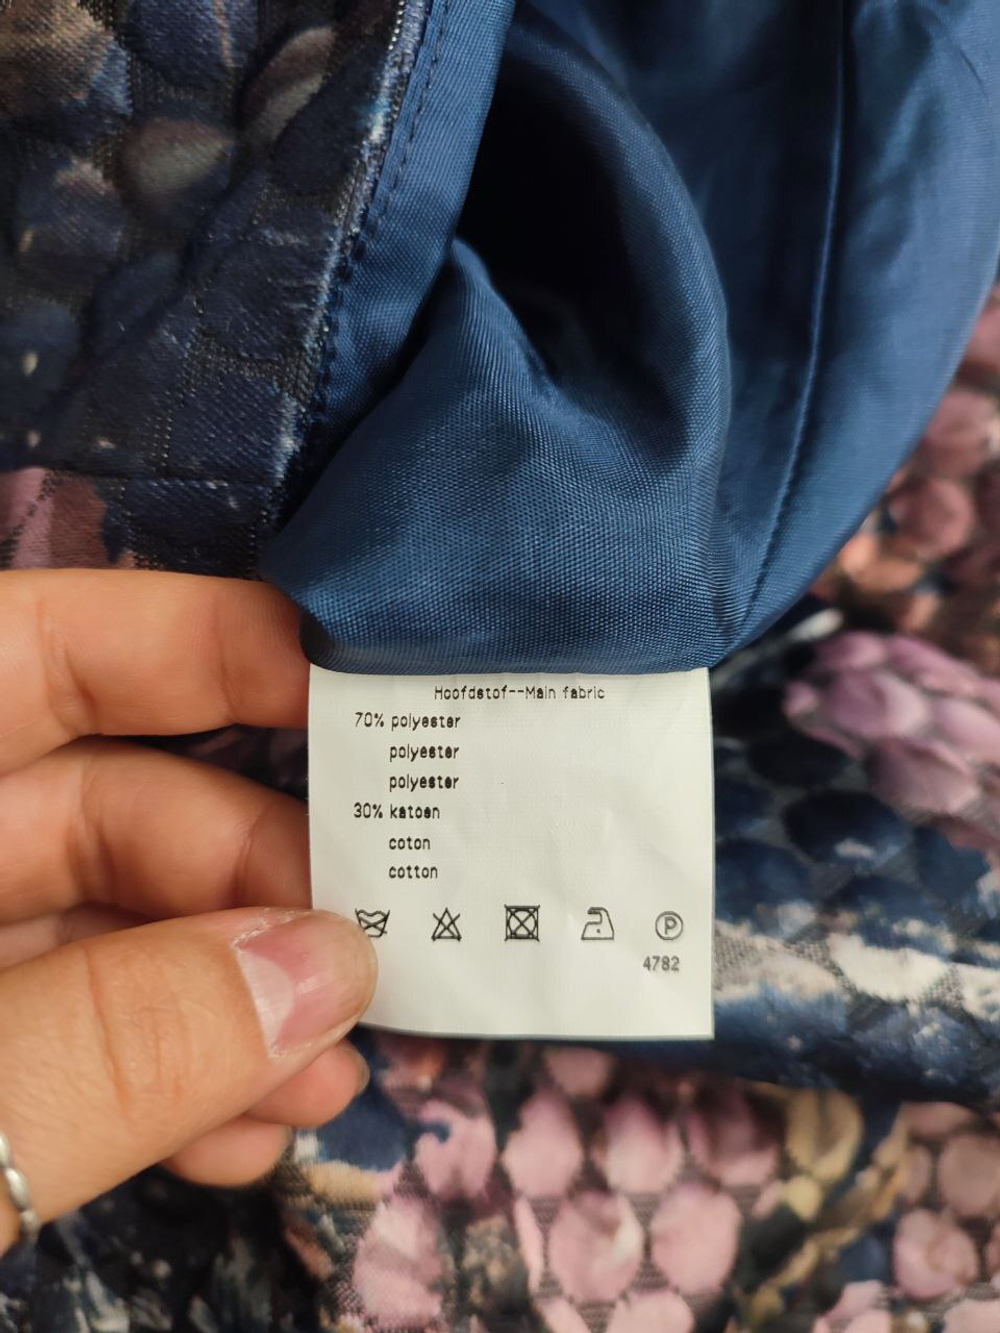 Hoofdstof--Main fabric
70% polyester
polyester
polyester
30% katoen
coton
cotton
P
4782